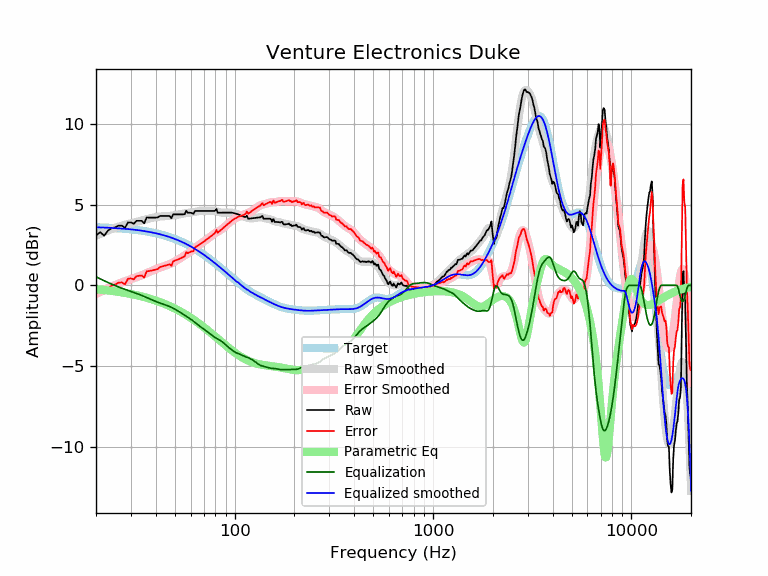 Venture Electronics Duke
Amplitude (dBr)
10
5
0
−5
−10
100
1000
10000
Frequency (Hz)
Target
Raw Smoothed
Error Smoothed
Raw
Error
Parametric Eq
Equalization
Equalized smoothed